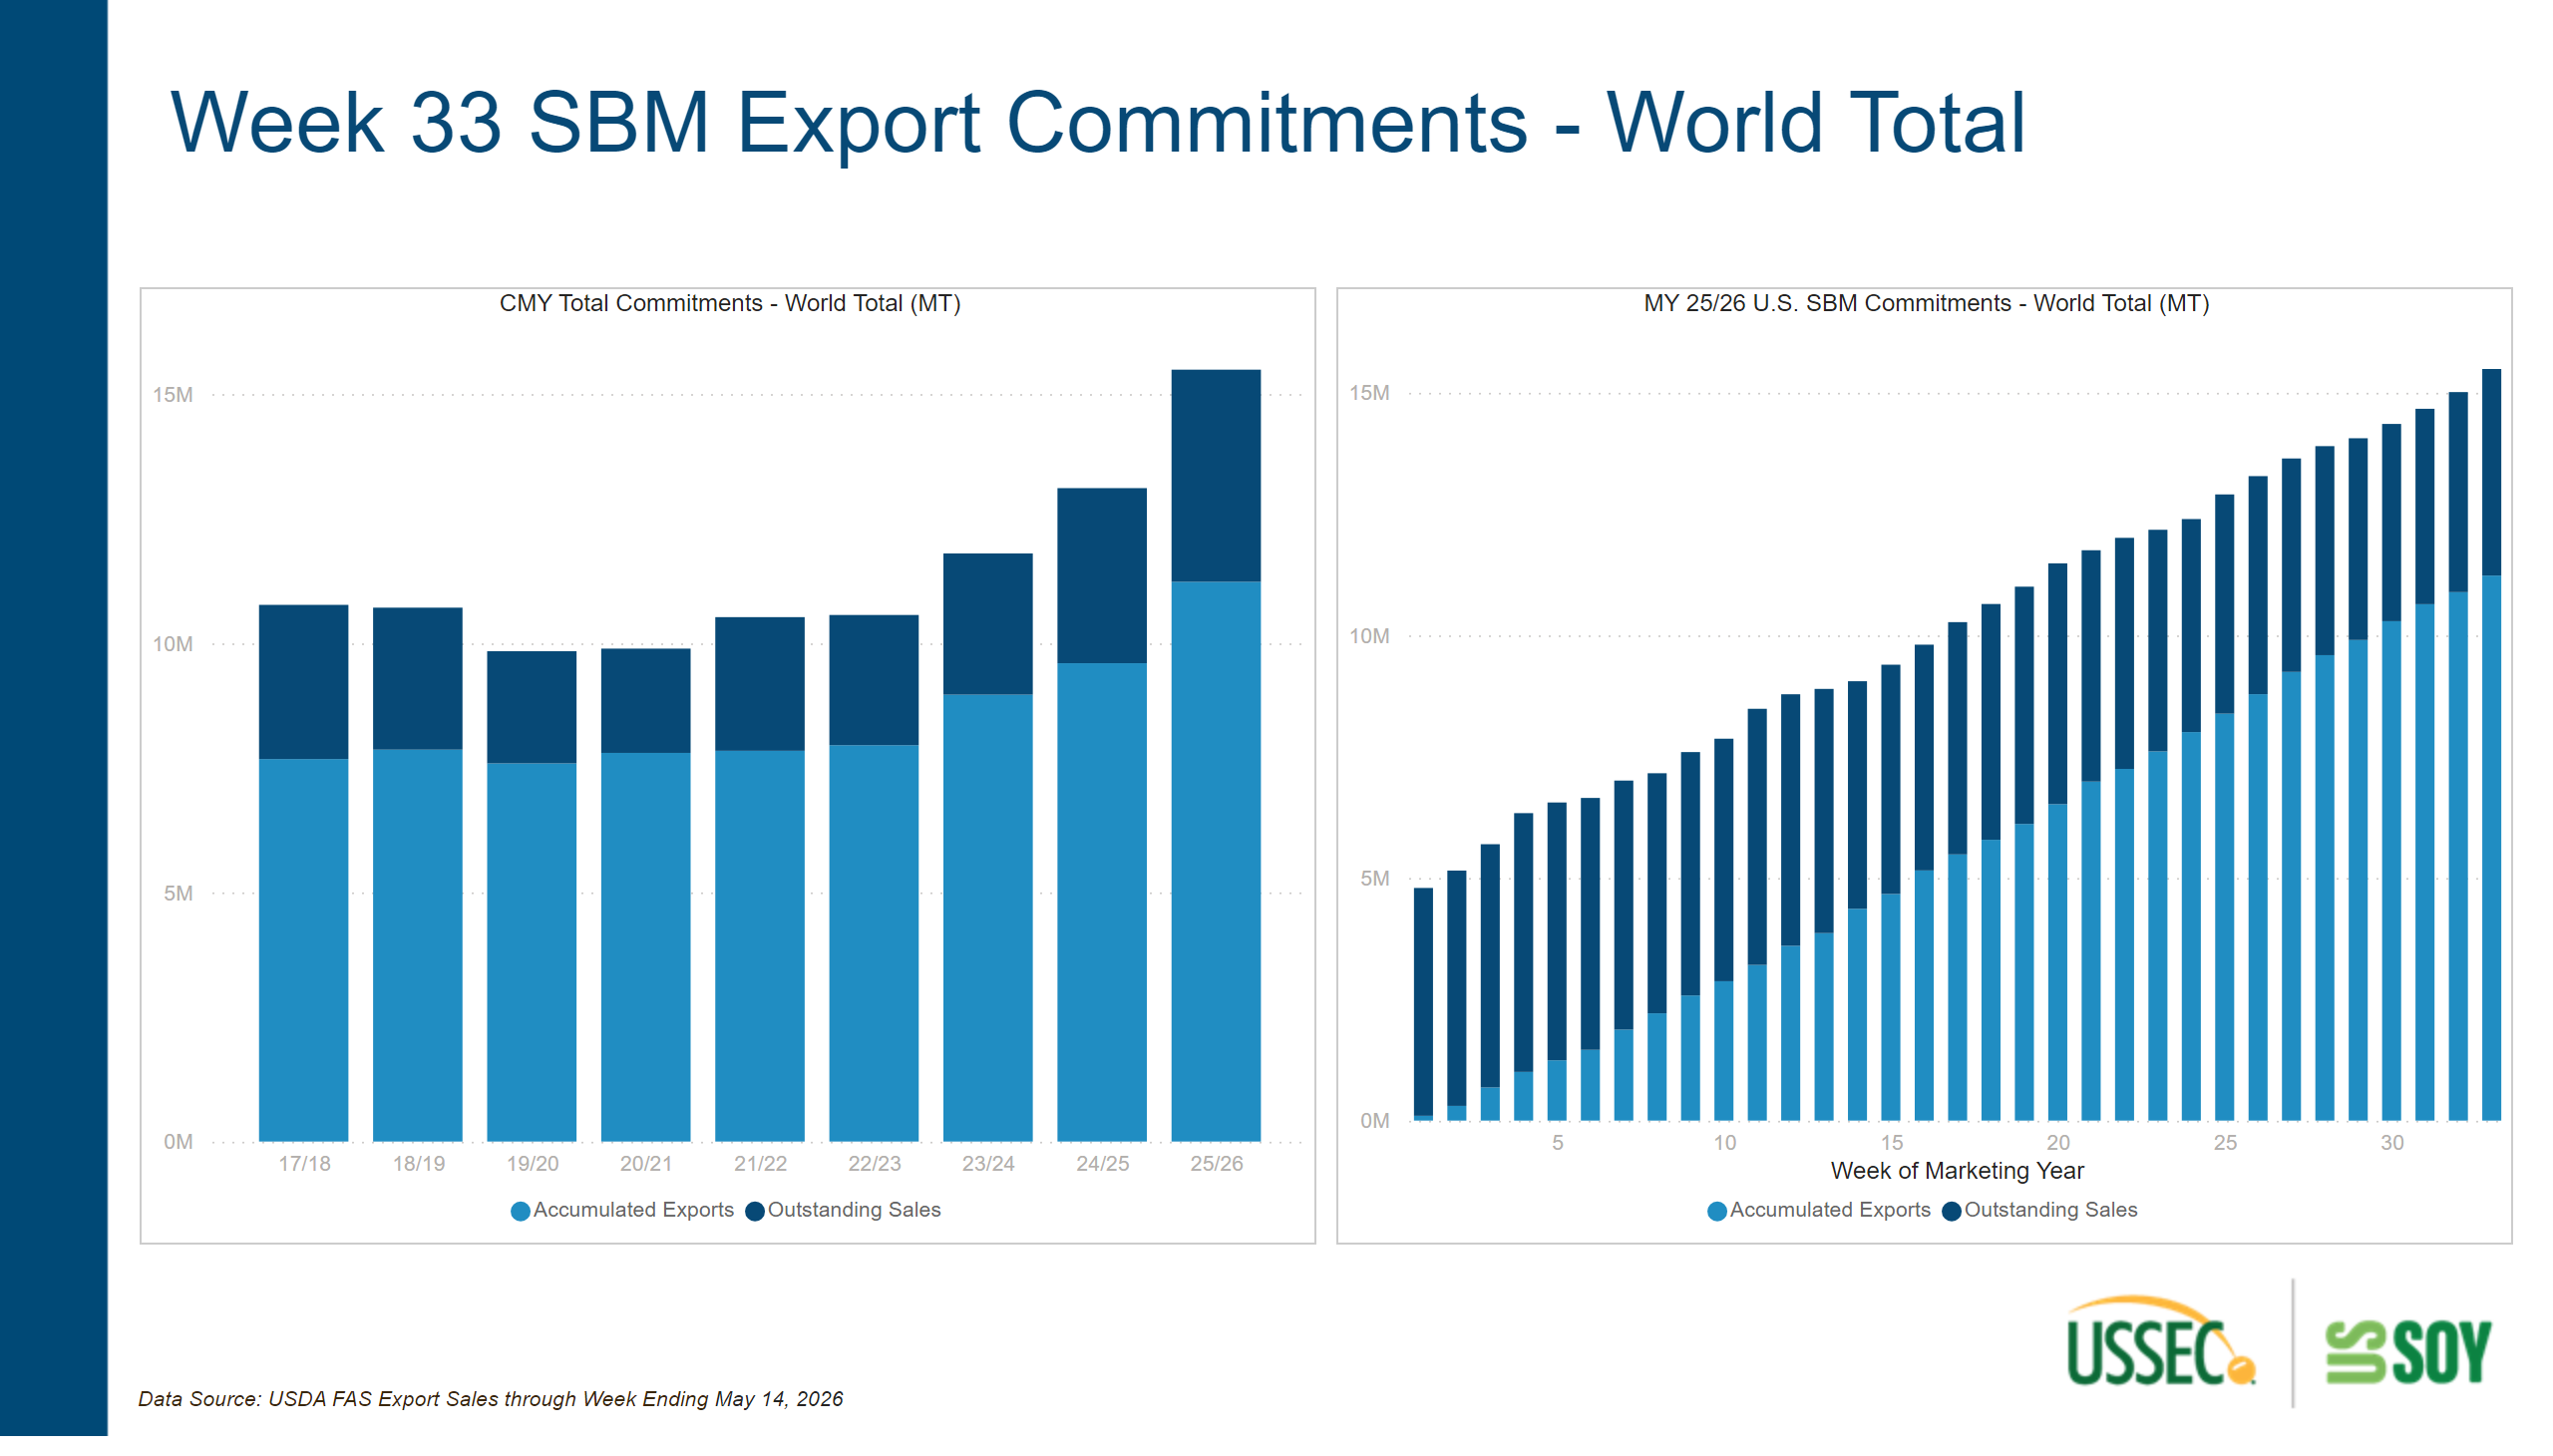 Week 33 SBM Export Commitments - World Total
CMY Total Commitments - World Total (MT)
15M
10M
5M
0M
17/18 18/19 19/20 20/21 21/22 22/23 23/24 24/25 25/26
Accumulated Exports Outstanding Sales
MY 25/26 U.S. SBM Commitments - World Total (MT)
15M
10M
5M
0M
5 10 15 20 25 30
Week of Marketing Year
Accumulated Exports Outstanding Sales
USSEC
US SOY
Data Source: USDA FAS Export Sales through Week Ending May 14, 2026